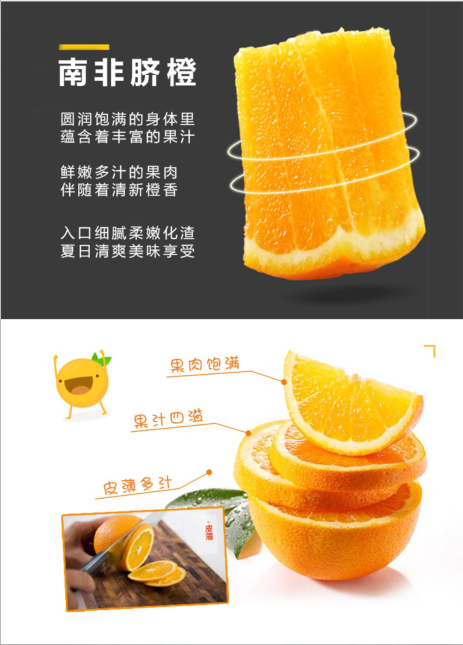 南非脐橙
圆润饱满的身体里
蕴含着丰富的果汁
鲜嫩多汁的果肉
伴随着清新橙香
入口细腻柔嫩化渣
夏日清爽美味享受
果肉饱满
果汁四溢
皮薄多汁
皮薄